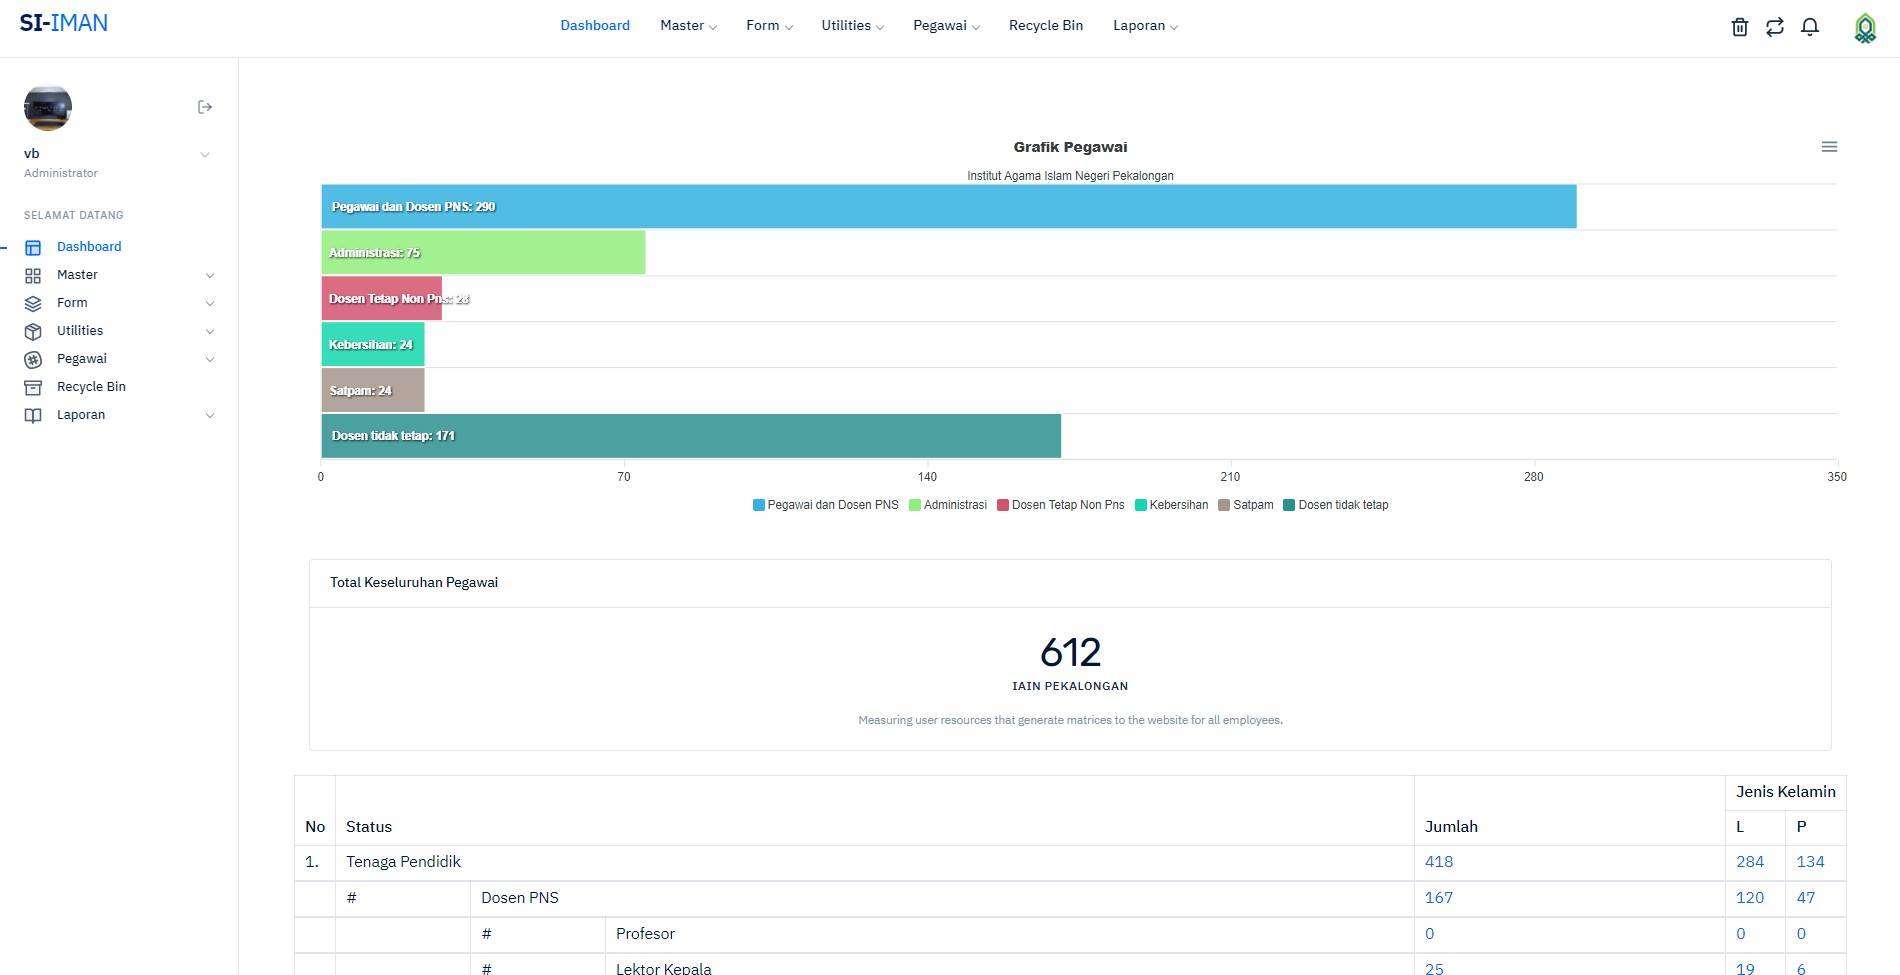 SI-IMAN
Dashboard Master Form Utilities Pegawai Recycle Bin Laporan
vb
Administrator
SELAMAT DATANG
Dashboard
Master
Form
Utilities
Pegawai
Recycle Bin
Laporan
Grafik Pegawai
Institut Agama Islam Negeri Pekalongan
Pegawai dan Dosen PNS: 290
Administrasi: 75
Dosen Tetap Non Pns: 28
Kebersihan: 24
Satpam: 24
Dosen tidak tetap: 171
0 70 140 210 280 350
Pegawai dan Dosen PNS Administrasi Dosen Tetap Non Pns Kebersihan Satpam Dosen tidak tetap
Total Keseluruhan Pegawai
612
IAIN PEKALONGAN
Measuring user resources that generate matrices to the website for all employees.
Jenis Kelamin
No Status Jumlah L P
1. Tenaga Pendidik 418 284 134
# Dosen PNS 167 120 47
# Profesor 0 0 0
# Lektor Kepala 25 19 6